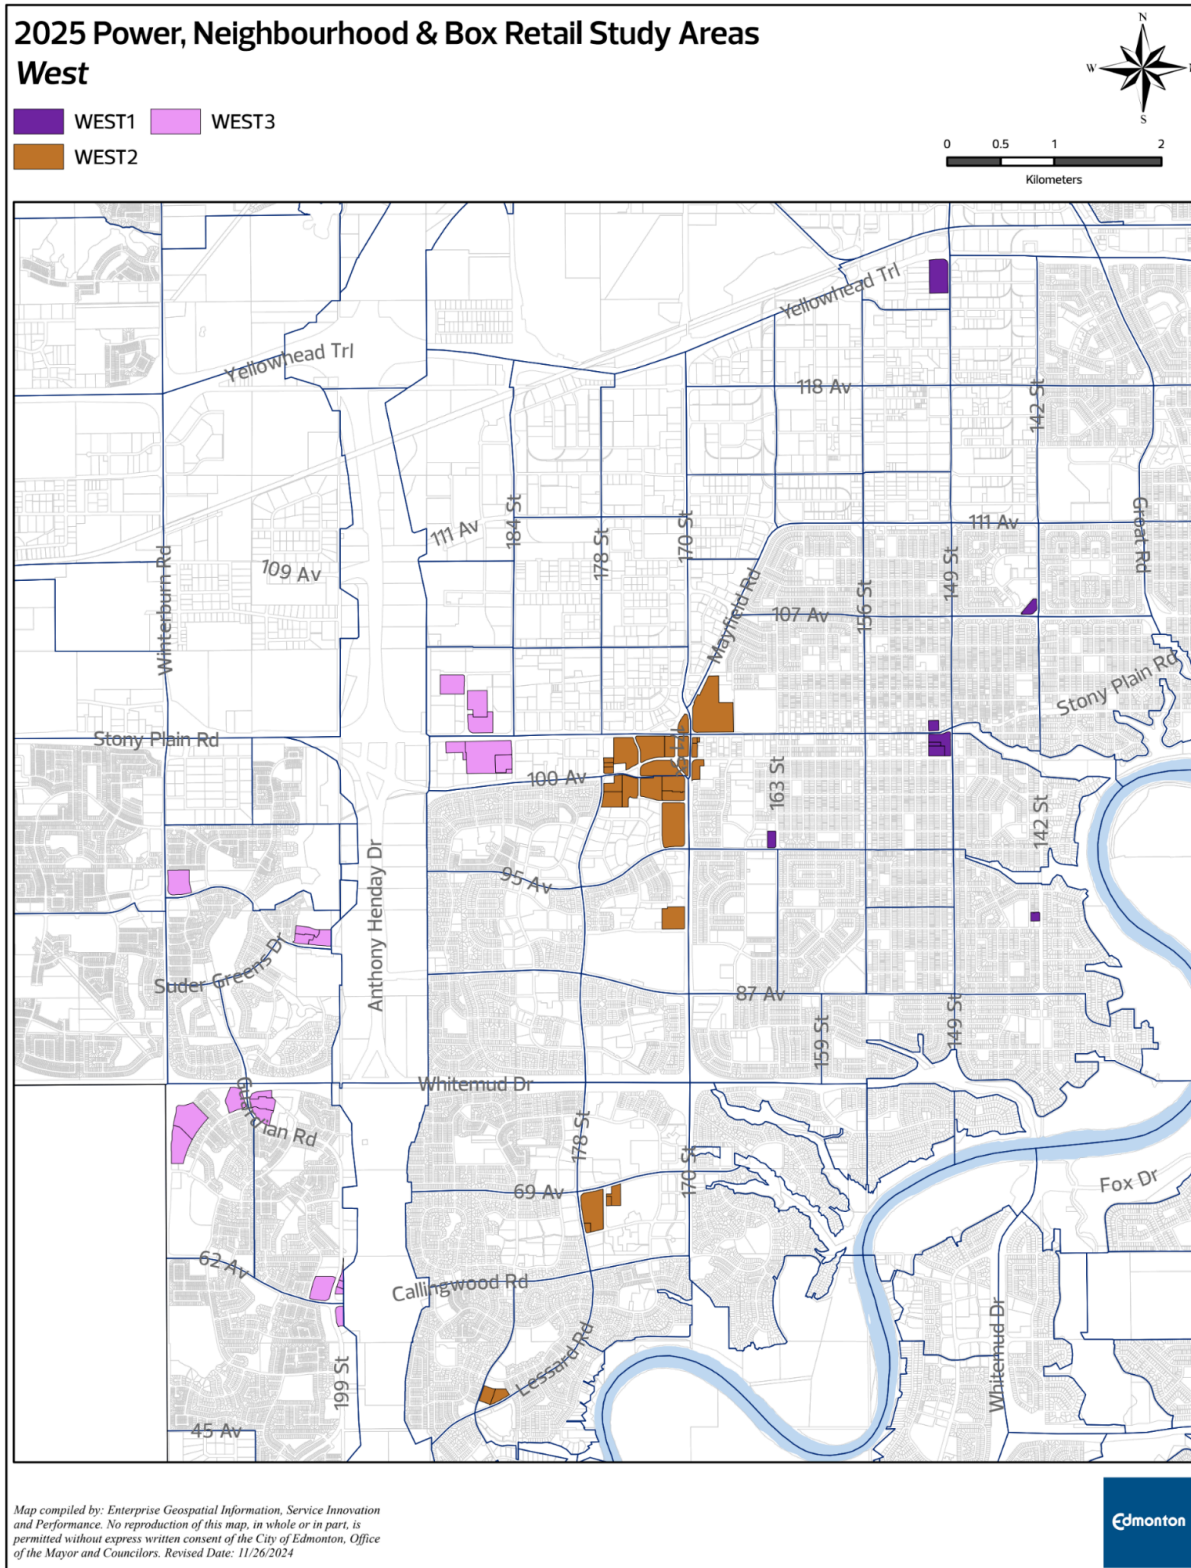 2025 Power, Neighbourhood & Box Retail Study Areas
West
N
W
S
WEST1
WEST3
WEST2
0 0.5 1 2
Kilometers
Yellowhead Trl
Yellowhead Trl
118 Av
142 St
184 St
111 Av
178 St
170 St
111 Av
Groat Rd
109 Av
Winterburn Rd
149 St
156 St
Mayfield Rd
107 Av
Stony Plain Rd
Stony Plain Rd
100 Av
163 St
142 St
95 Av
Anthony Henday Dr
Suder Greens Dr
87 Av
159 St
149 St
Whitemud Dr
Guardian Rd
178 St
170 St
69 Av
Fox Dr
62 Av
Callingwood Rd
Whitemud Dr
Lessard Rd
199 St
45 Av
Map compiled by: Enterprise Geospatial Information, Service Innovation
and Performance. No reproduction of this map, in whole or in part, is
permitted without express written consent of the City of Edmonton, Office
of the Mayor and Councilors. Revised Date: 11/26/2024
Edmonton